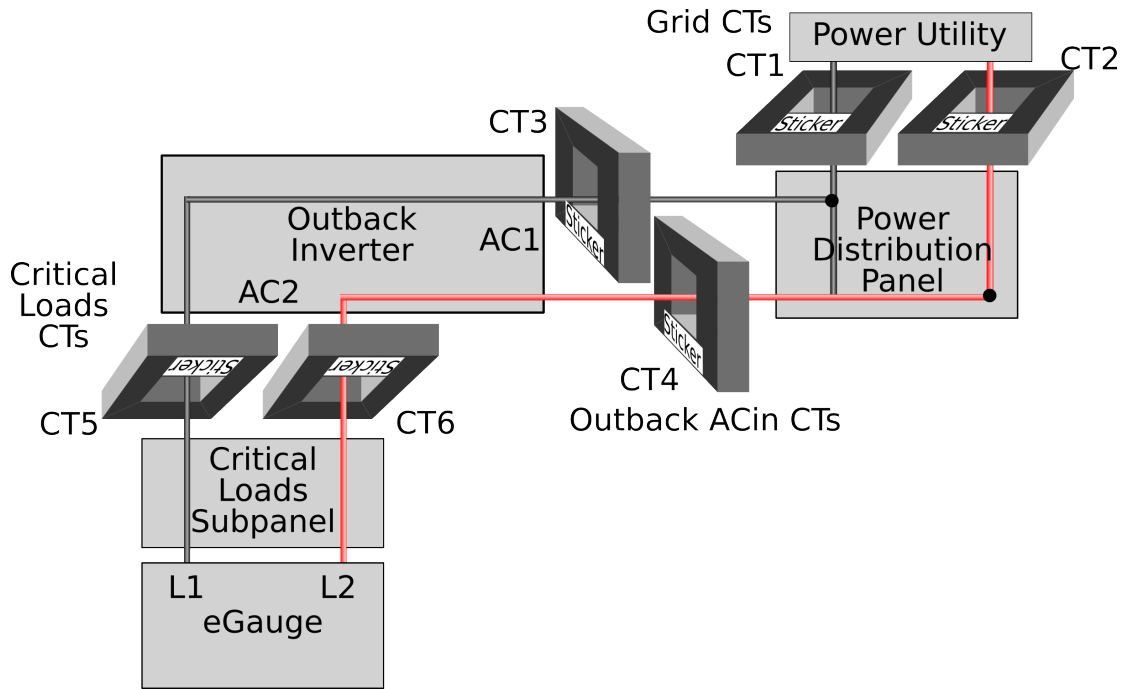 Grid CTs
Power Utility
CT1
CT2
Sticker
Sticker
CT3
Sticker
Outback
Inverter
AC1
AC2
Power
Distribution
Panel
Sticker
CT4
Outback ACin CTs
Critical
Loads
CTs
Sticker
Sticker
CT5
CT6
Critical
Loads
Subpanel
L1
L2
eGauge